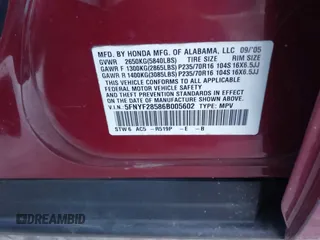 MFD. BY HONDA MFG. OF ALABAMA, LLC 09/'05
GVWR 2650KG(5840LBS) TIRE SIZE RIM SIZE
GAWR F 1300KG(2865LBS) P235/70R16 104S 16X6.5JJ
GAWR R 1400KG(3085LBS) P235/70R16 104S 16X6.5JJ
THIS VEHICLE CONFORMS TO ALL APPLICABLE
FEDERAL MOTOR VEHICLE SAFETY AND THEFT
PREVENTION STANDARDS IN EFFECT ON THE
DATE OF MANUFACTURE SHOWN ABOVE.
V.I.N.: 5FNYF28586B005602 TYPE: MPV
STW 6 AC5 - R519P - E - B
DREAMBID